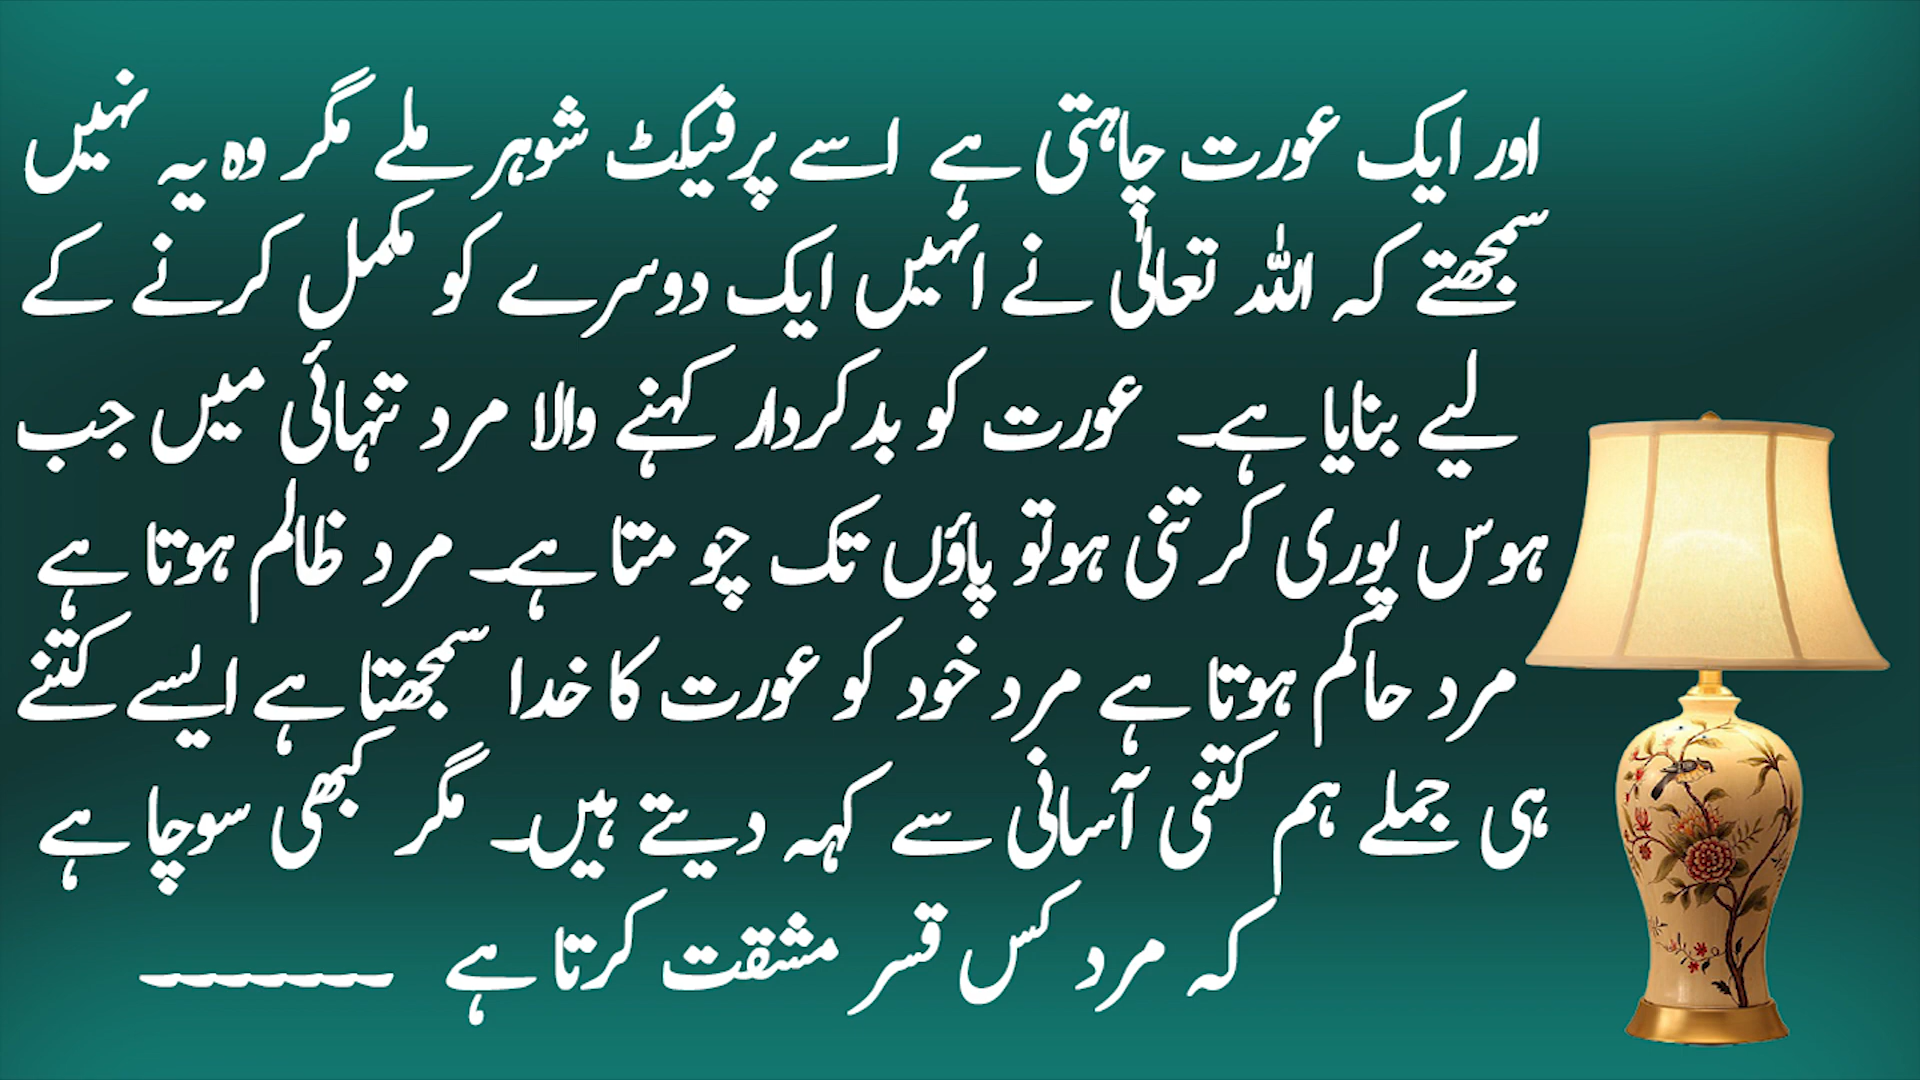 اور ایک عورت چاہتی ہے اسے پرفیکٹ شوہر ملے مگر وہ یہ نہیں
سمجھتے کہ اللہ تعالیٰ نے انہیں ایک دوسرے کو مکمل کرنے کے
لیے بنایا ہے۔ عورت کو بدکردار کہنے والا مرد تنہائی میں جب
ہوس پوری کر تنی ہو تو پاؤں تک چو متا ہے۔ مرد ظالم ہوتا ہے
مرد حاکم ہوتا ہے مرد خود کو عورت کا خدا سمجھتا ہے ایسے کتنے
ہی جملے ہم کتنی آسانی سے کہہ دیتے ہیں۔ مگر کبھی سوچا ہے
کہ مرد کس قسر مشقت کرتا ہے ۔۔۔۔۔۔